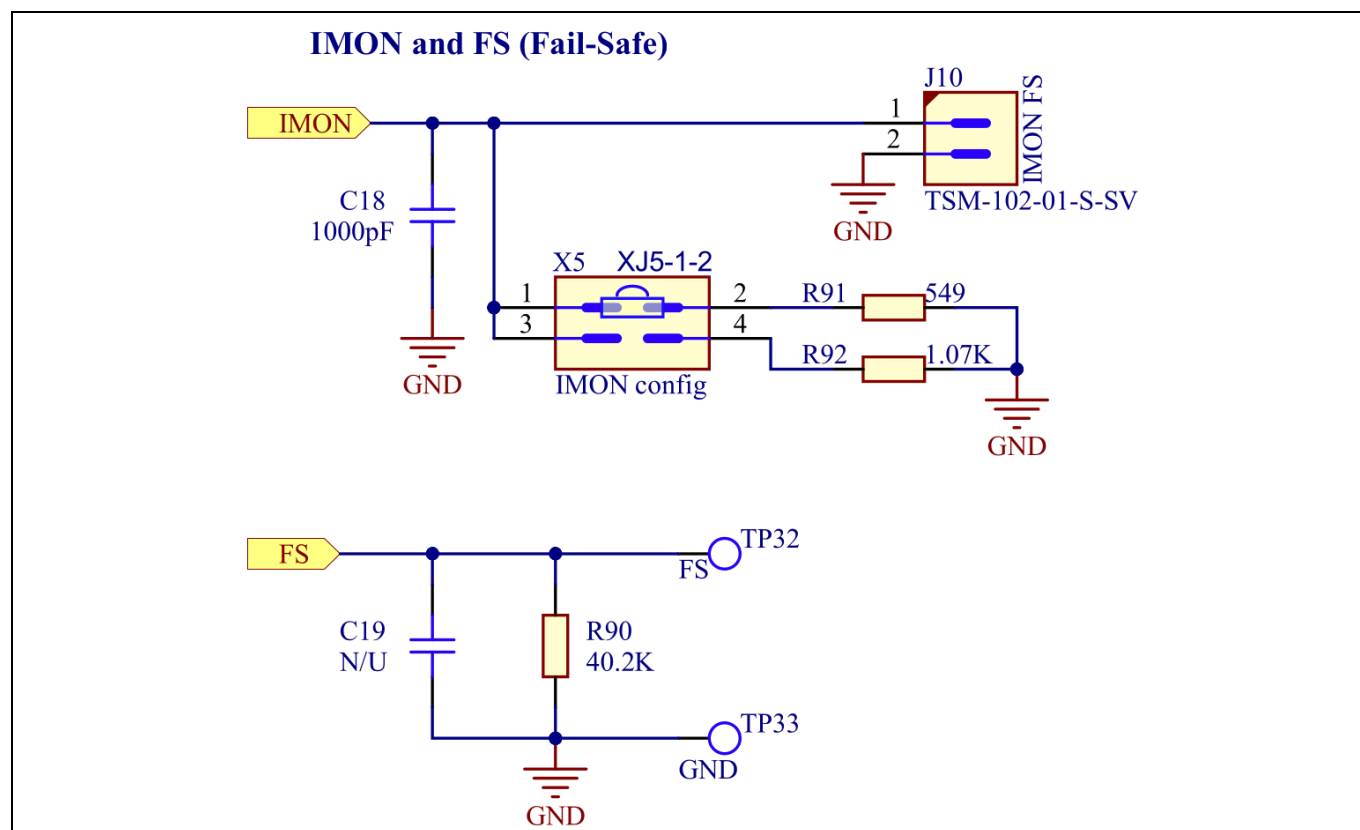 IMON and FS (Fail-Safe)
J10
IMON
1
2
IMON FS
TSM-102-01-S-SV
GND
C18
1000pF
X5 XJ5-1-2
1
2
R91
549
3
4
R92
1.07K
IMON config
GND
GND
FS
TP32
FS
C19
N/U
R90
40.2K
TP33
GND
GND